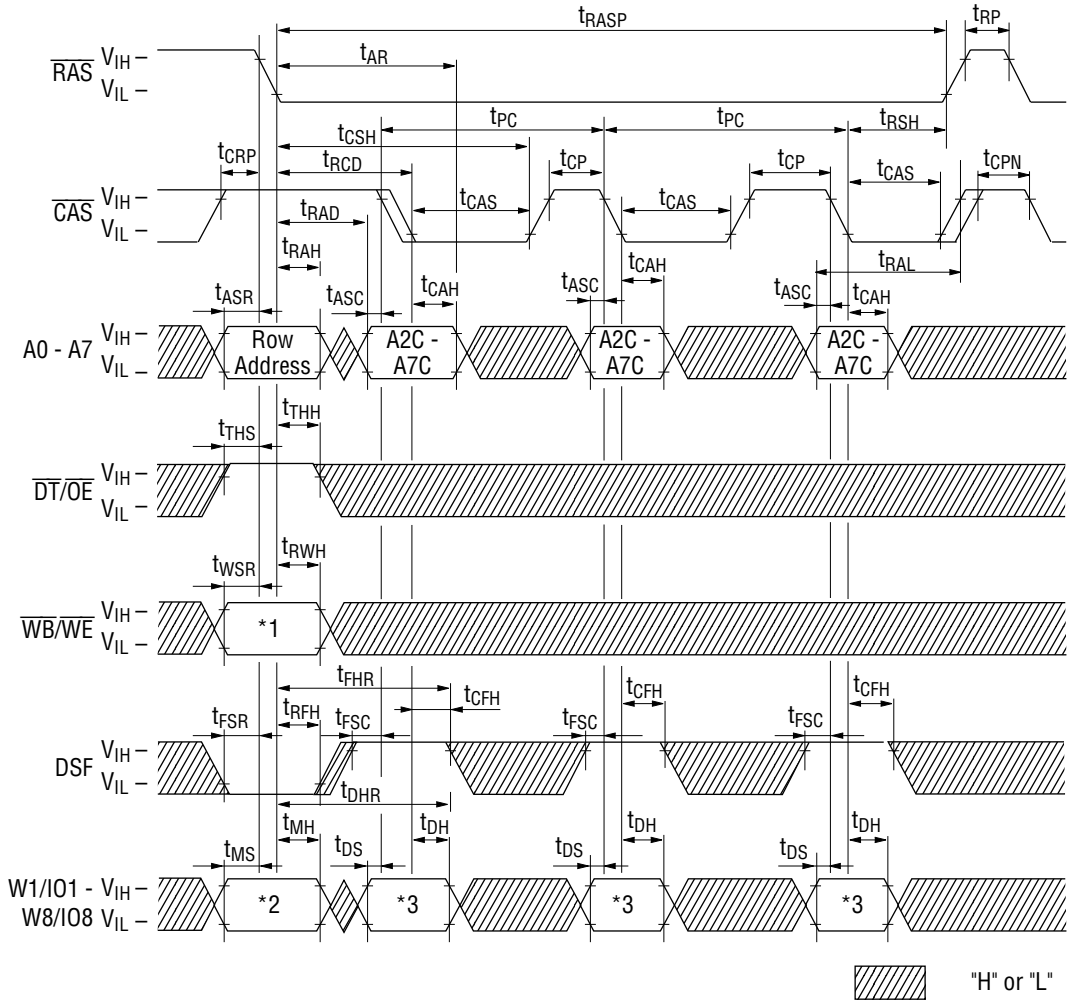 tRASP
tRP
tAR
RAS VIH –
VIL –
tPC
tPC
tRSH
tCSH
tCRP
tRCD
tCP
tCP
tCPN
tCAS
CAS VIH –
VIL –
tCAS
tCAS
tRAD
tRAH
tRAL
tCAH
tCAH
tASR
tASC
tASC
tASC
tCAH
A0 - A7 VIH –
VIL –
Row
Address
A2C -
A7C
A2C -
A7C
A2C -
A7C
tTHH
tTHS
DT/OE VIH –
VIL –
tRWH
tWSR
WB/WE VIH –
VIL –
*1
tFHR
tCFH
tCFH
tCFH
tRFH
tFSR
tFSC
tFSC
tFSC
DSF VIH –
VIL –
tDHR
tMH
tDH
tDH
tDH
tMS
tDS
tDS
tDS
W1/IO1 - VIH –
W8/IO8 VIL –
*2
*3
*3
*3
"H" or "L"